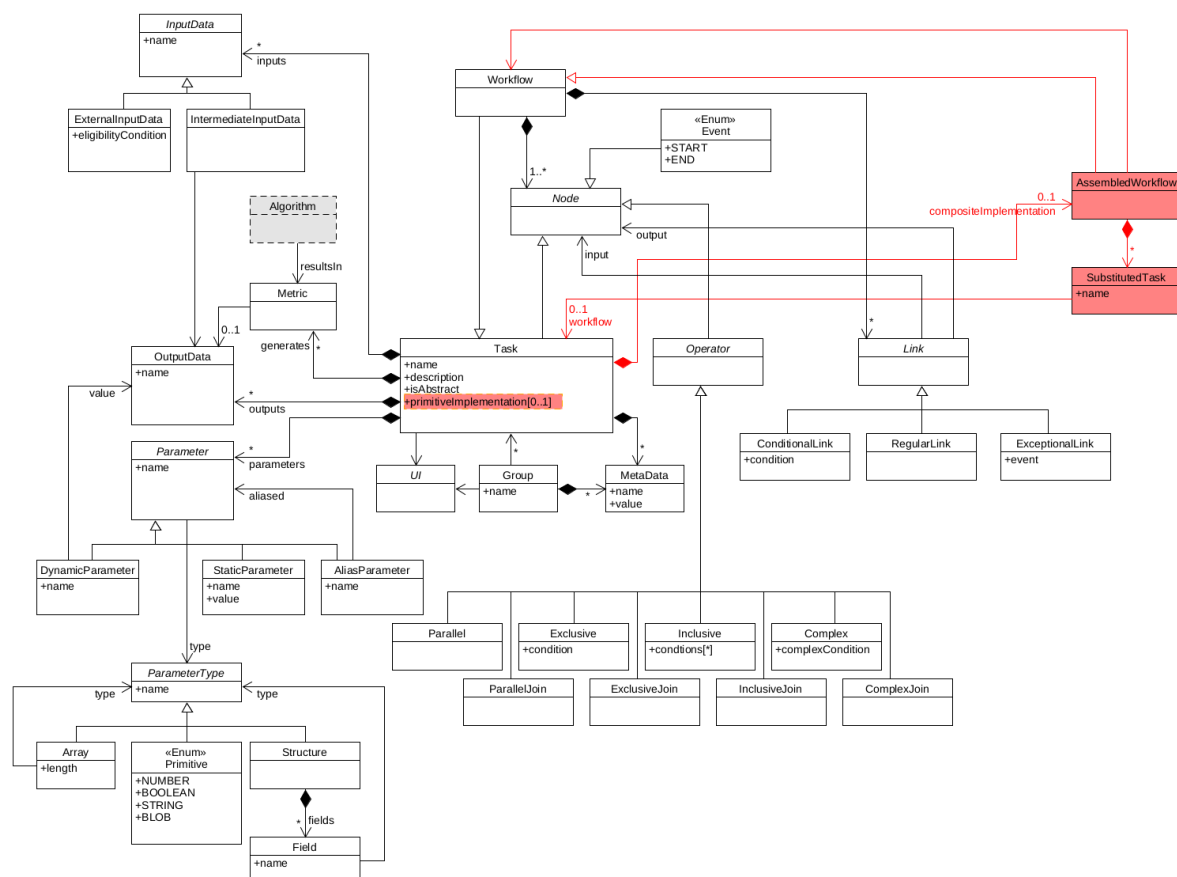 InputData
+name
*
inputs
ExternalInputData
+eligibilityCondition
IntermediateInputData
Workflow
«Enum»
Event
+START
+END
1..*
Node
output
input
0..1
compositeImplementation
AssembledWorkflow
*
SubstitutedTask
+name
Algorithm
resultsIn
Metric
0..1
generates
*
0..1
workflow
*
OutputData
+name
value
*
outputs
Task
+name
+description
+isAbstract
+primitiveImplementation[0..1]
Operator
Link
Parameter
+name
*
parameters
aliased
*
*
UI
Group
+name
*
MetaData
+name
+value
ConditionalLink
+condition
RegularLink
ExceptionalLink
+event
DynamicParameter
+name
StaticParameter
+name
+value
AliasParameter
+name
type
Parallel
Exclusive
+condition
Inclusive
+condtions[*]
Complex
+complexCondition
ParallelJoin
ExclusiveJoin
InclusiveJoin
ComplexJoin
ParameterType
+name
type
type
Array
+length
«Enum»
Primitive
+NUMBER
+BOOLEAN
+STRING
+BLOB
Structure
*
fields
Field
+name